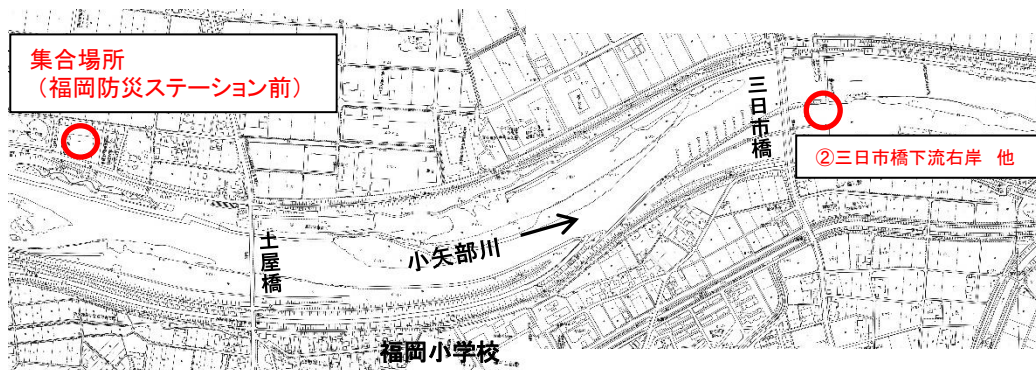 集合場所
(福岡防災ステーション前)
三日市橋
②三日市橋下流右岸 他
土屋橋
小矢部川
福岡小学校